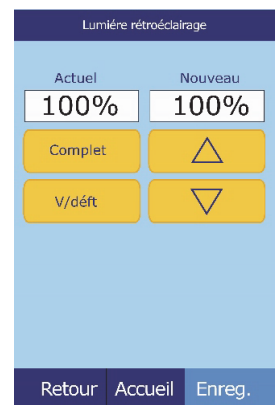 Lumiére rétroéclairage
Actuel Nouveau
100% 100%
Complet
V/déft
Retour Accueil Enreg.